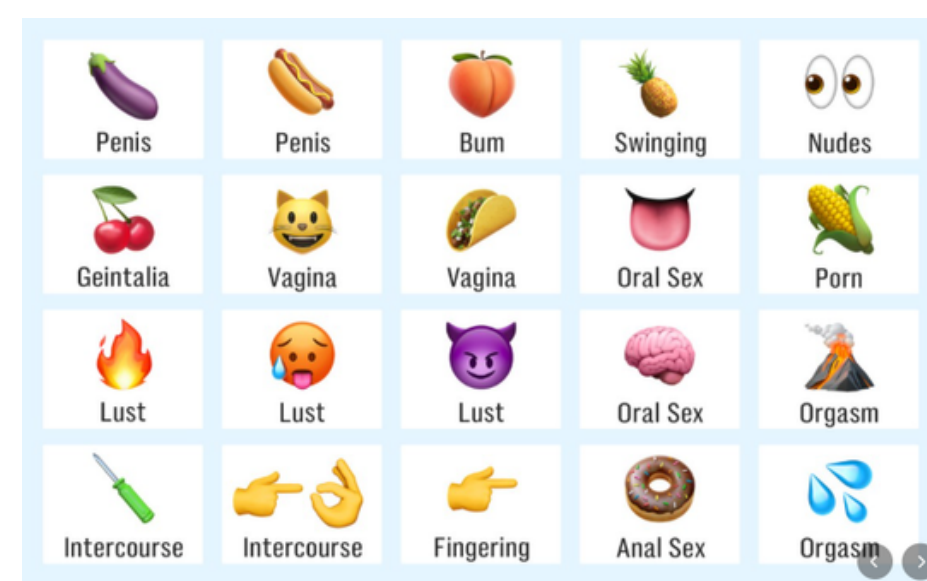 Penis
Penis
Bum
Swinging
Nudes
Geintalia
Vagina
Vagina
Oral Sex
Porn
Lust
Lust
Lust
Oral Sex
Orgasm
Intercourse
Intercourse
Fingering
Anal Sex
Orgasm